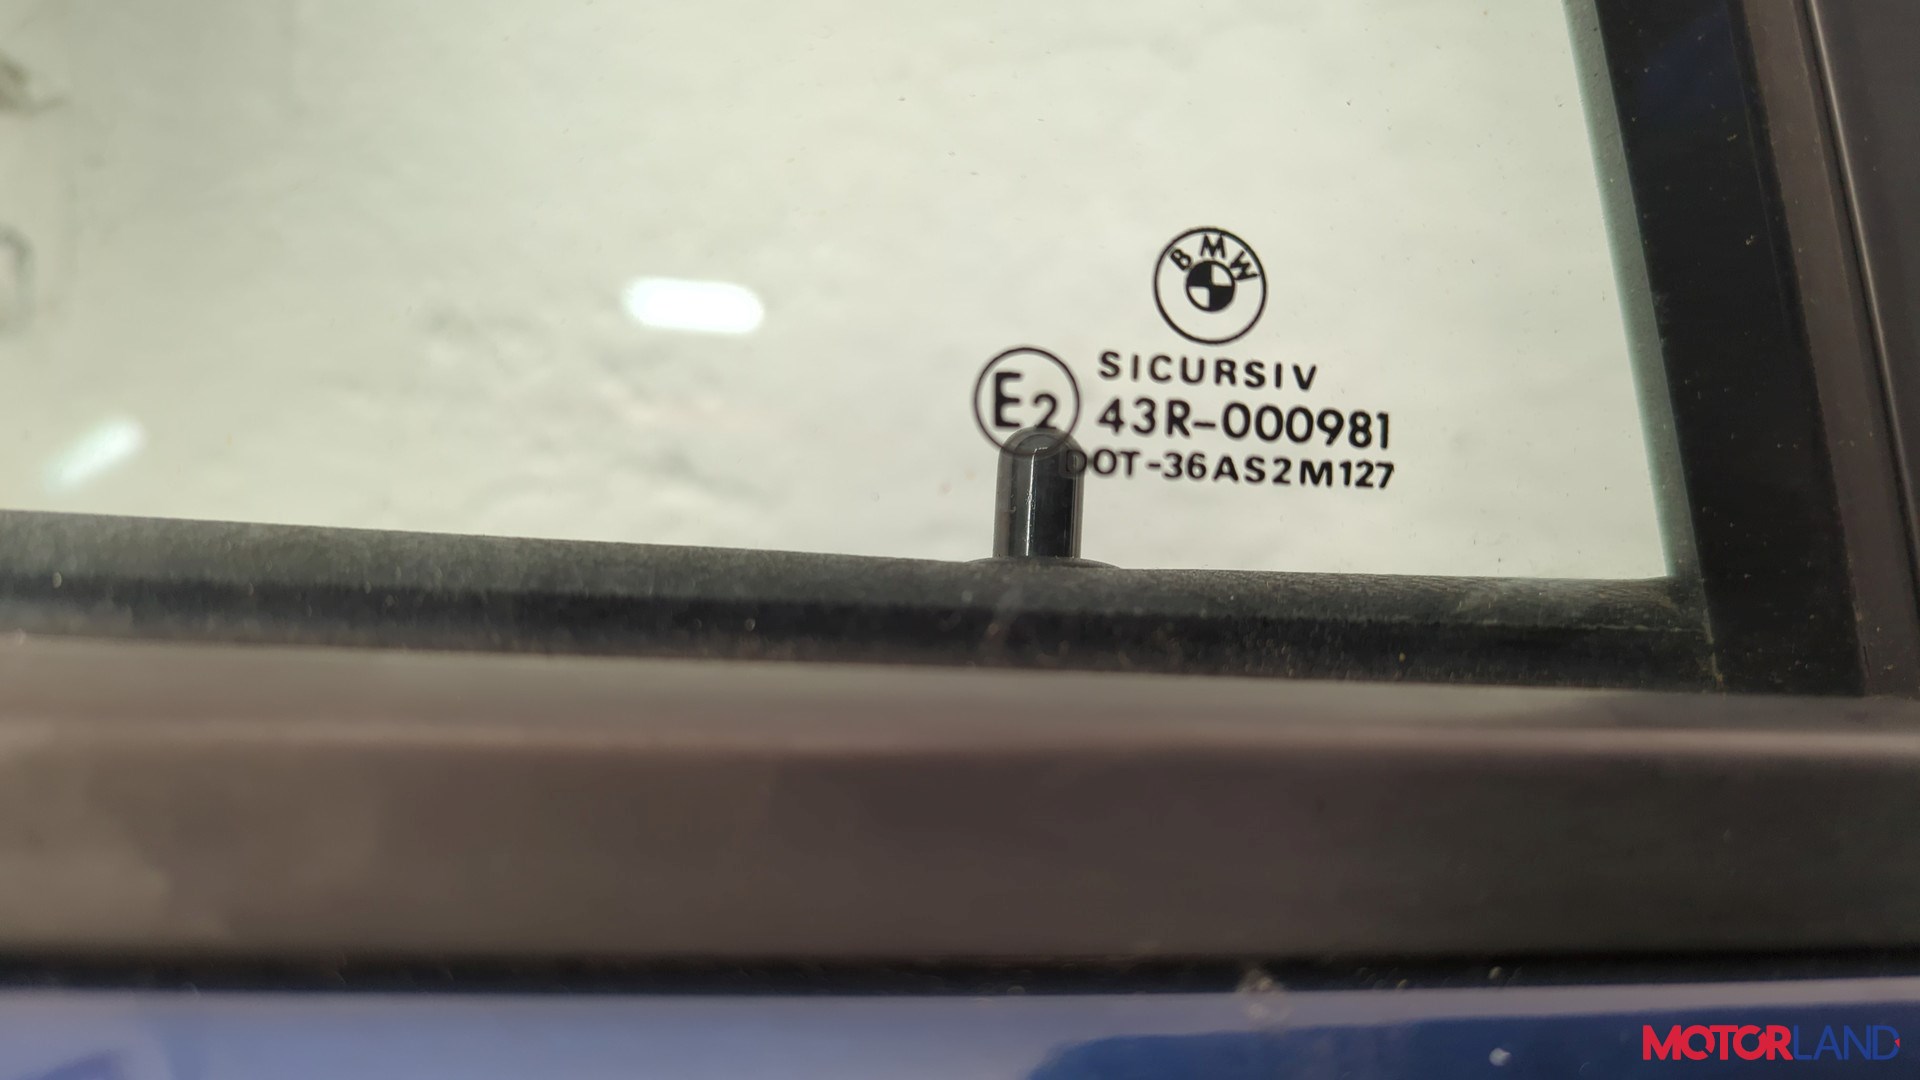 BMW
SICURSIV
E2 43R-000981
DOT-36AS2M127
MOTORLAND